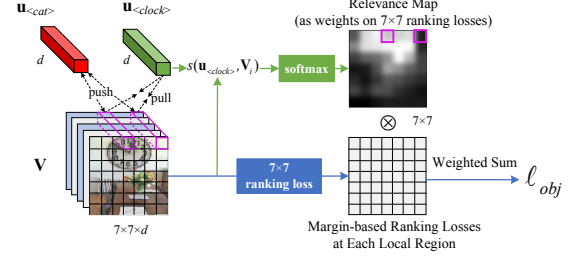 u<cat>
u<clock>
Relevance Map
(as weights on 7×7 ranking losses)
d
d
s(u<clock>, Vi)
softmax
push
pull
7×7
⊗
V
7×7
ranking loss
Weighted Sum
ℓobj
7×7×d
Margin-based Ranking Losses
at Each Local Region